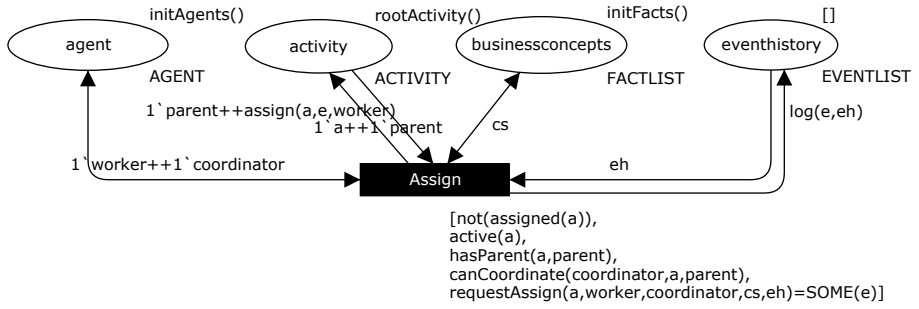 initAgents()
rootActivity()
initFacts()
[]
agent
activity
businessconcepts
eventhistory
AGENT
ACTIVITY
FACTLIST
EVENTLIST
1`parent++assign(a,e,worker)
1`a++1`parent
cs
log(e,eh)
1`worker++1`coordinator
eh
Assign
[not(assigned(a)),
active(a),
hasParent(a,parent),
canCoordinate(coordinator,a,parent),
requestAssign(a,worker,coordinator,cs,eh)=SOME(e)]